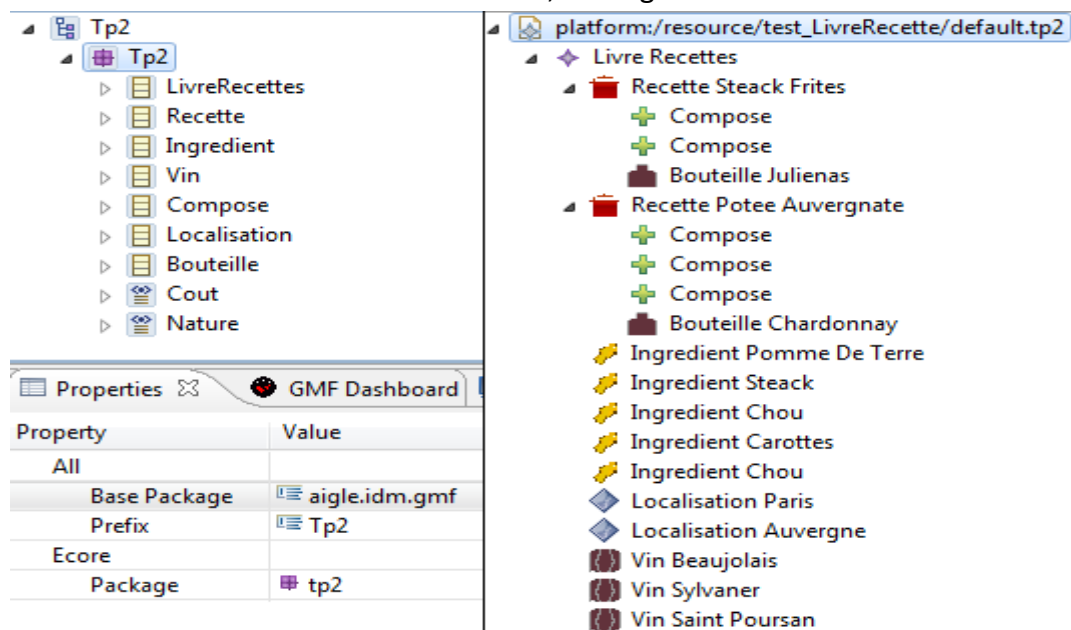 Tp2
Tp2
LivreRecettes
Recette
Ingredient
Vin
Compose
Localisation
Bouteille
Cout
Nature
Properties
GMF Dashboard
Property Value
All
Base Package aigle.idm.gmf
Prefix Tp2
Ecore
Package tp2
platform:/resource/test_LivreRecette/default.tp2
Livre Recettes
Recette Steack Frites
Compose
Compose
Bouteille Julienas
Recette Potee Auvergnate
Compose
Compose
Compose
Bouteille Chardonnay
Ingredient Pomme De Terre
Ingredient Steack
Ingredient Chou
Ingredient Carottes
Ingredient Chou
Localisation Paris
Localisation Auvergne
Vin Beaujolais
Vin Sylvaner
Vin Saint Poursan